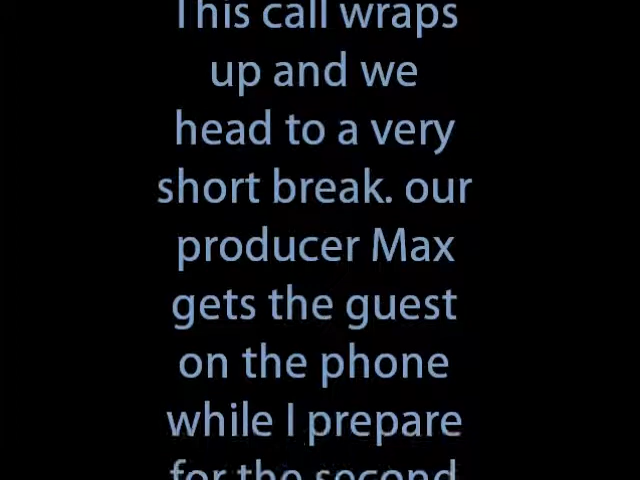 This call wraps
up and we
head to a very
short break. our
producer Max
gets the guest
on the phone
while I prepare
for the second